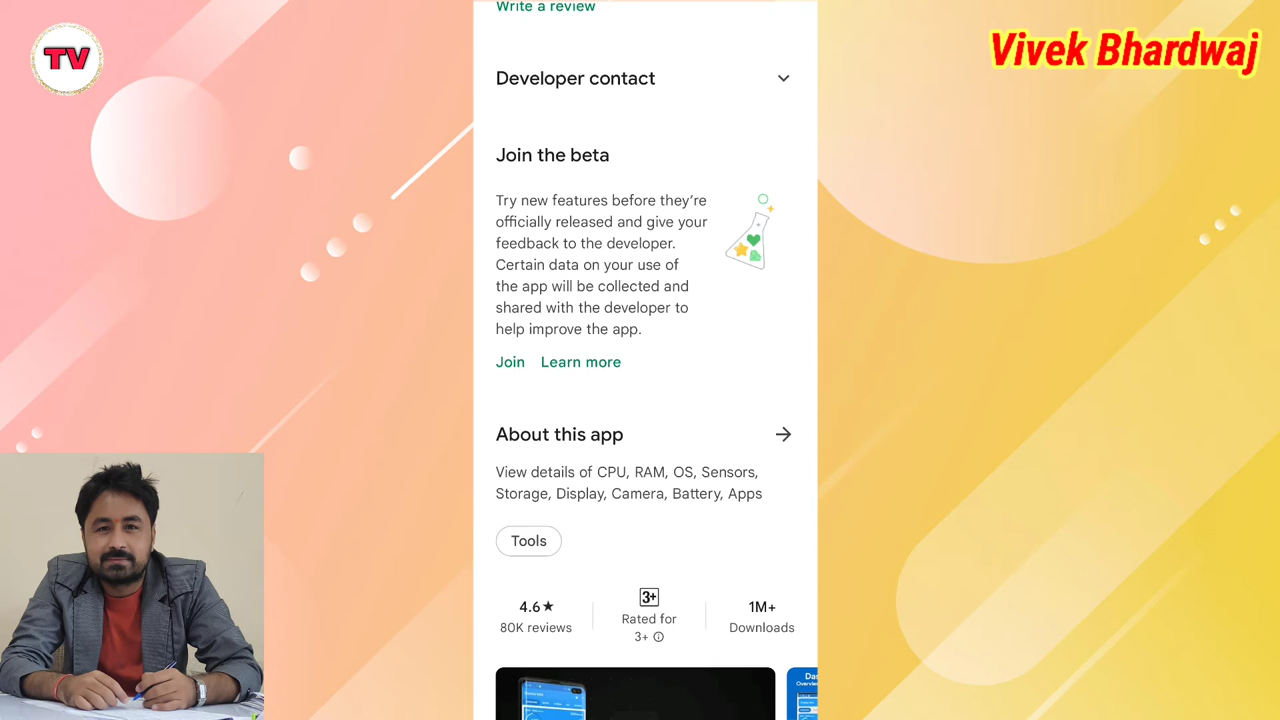 TV
Vivek Bhardwaj
Write a review
Developer contact
Join the beta
Try new features before they’re
officially released and give your
feedback to the developer.
Certain data on your use of
the app will be collected and
shared with the developer to
help improve the app.
Join Learn more
About this app
View details of CPU, RAM, OS, Sensors,
Storage, Display, Camera, Battery, Apps
Tools
4.6★
80K reviews
3+
Rated for
3+
1M+
Downloads